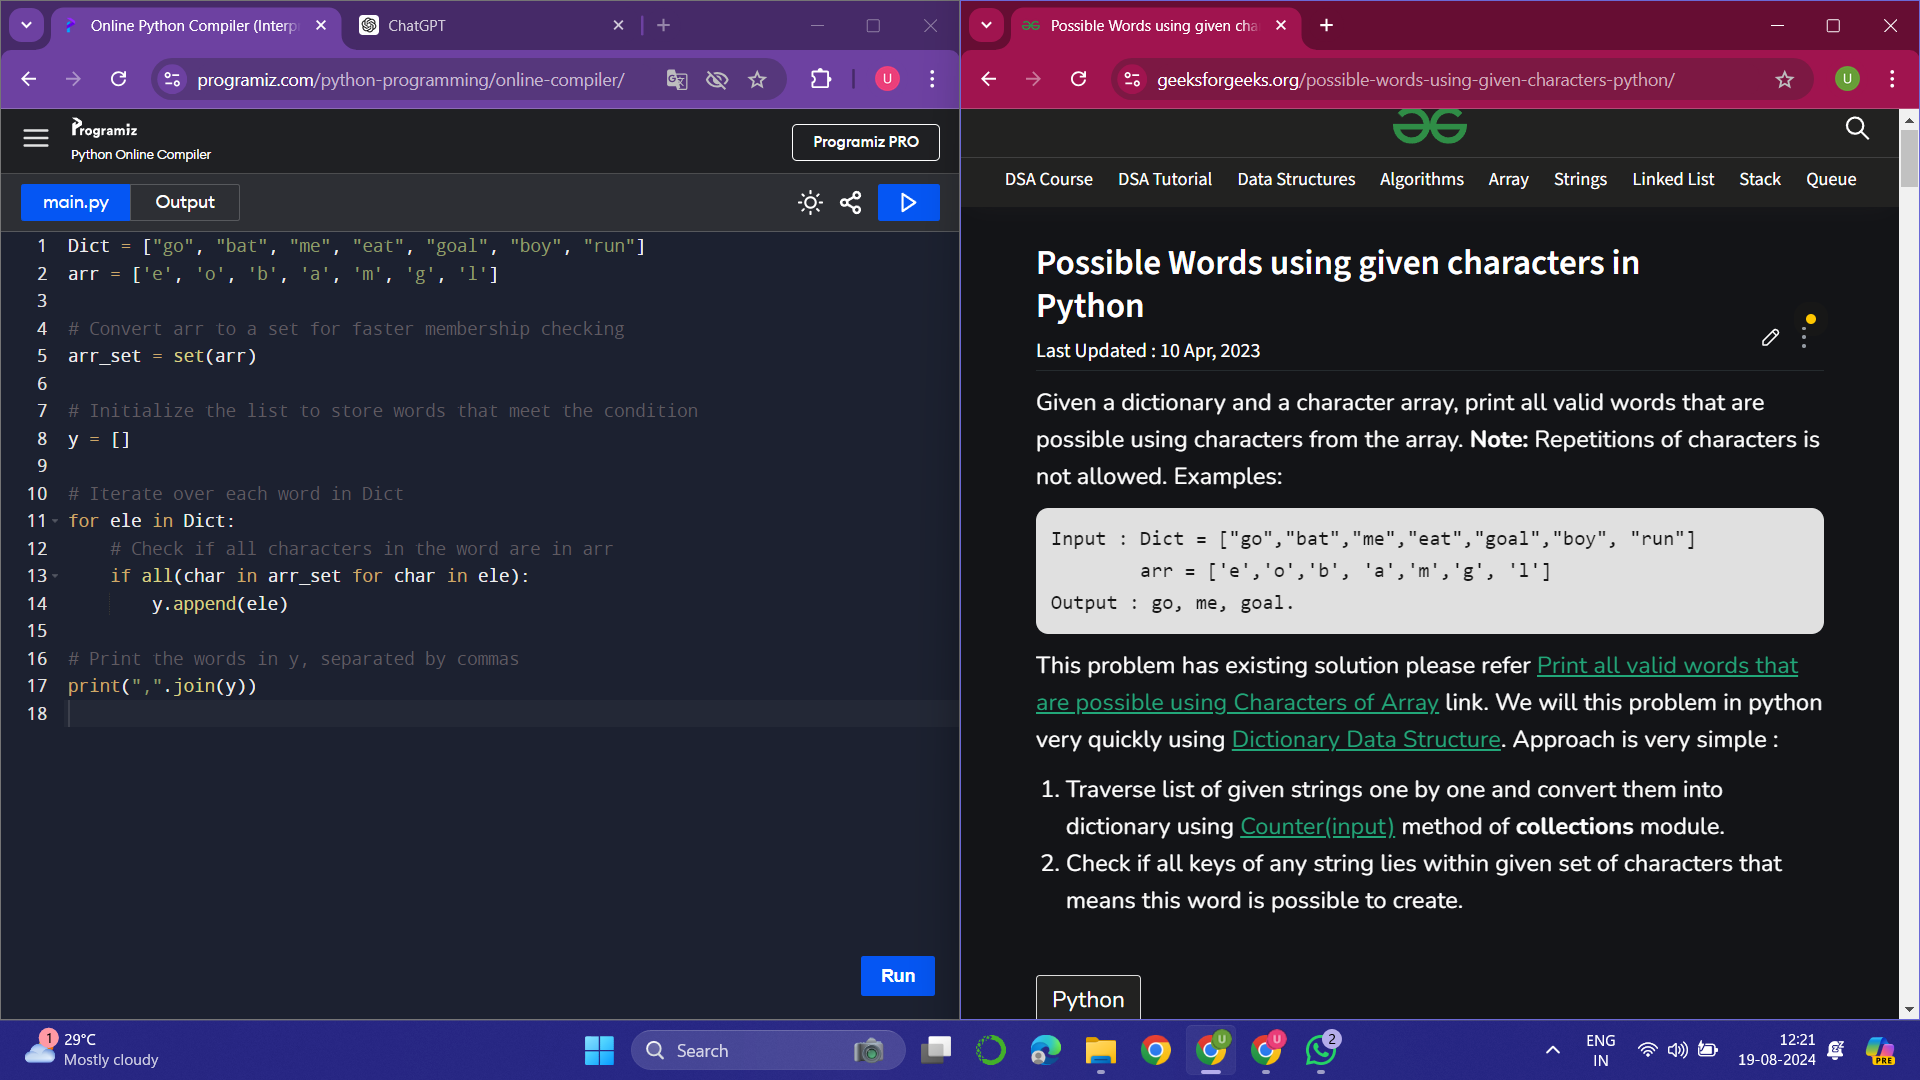 Online Python Compiler (Interp
ChatGPT
programiz.com/python-programming/online-compiler/
U
Programiz
Python Online Compiler
Programiz PRO
main.py
Output
1 Dict = ["go", "bat", "me", "eat", "goal", "boy", "run"]
2 arr = ['e', 'o', 'b', 'a', 'm', 'g', 'l']
3
4 # Convert arr to a set for faster membership checking
5 arr_set = set(arr)
6
7 # Initialize the list to store words that meet the condition
8 y = []
9
10 # Iterate over each word in Dict
11 for ele in Dict:
12 # Check if all characters in the word are in arr
13 if all(char in arr_set for char in ele):
14 y.append(ele)
15
16 # Print the words in y, separated by commas
17 print(",".join(y))
18
Run
Possible Words using given cha
geeksforgeeks.org/possible-words-using-given-characters-python/
U
DSA Course DSA Tutorial Data Structures Algorithms Array Strings Linked List Stack Queue
Possible Words using given characters in
Python
Last Updated : 10 Apr, 2023
Given a dictionary and a character array, print all valid words that are
possible using characters from the array. Note: Repetitions of characters is
not allowed. Examples:
Input : Dict = ["go","bat","me","eat","goal","boy", "run"]
arr = ['e','o','b', 'a','m','g', 'l']
Output : go, me, goal.
This problem has existing solution please refer Print all valid words that
are possible using Characters of Array link. We will this problem in python
very quickly using Dictionary Data Structure. Approach is very simple :
1. Traverse list of given strings one by one and convert them into
dictionary using Counter(input) method of collections module.
2. Check if all keys of any string lies within given set of characters that
means this word is possible to create.
Python
1
29°C
Mostly cloudy
Search
U
U
2
ENG
IN
12:21
19-08-2024
PRE